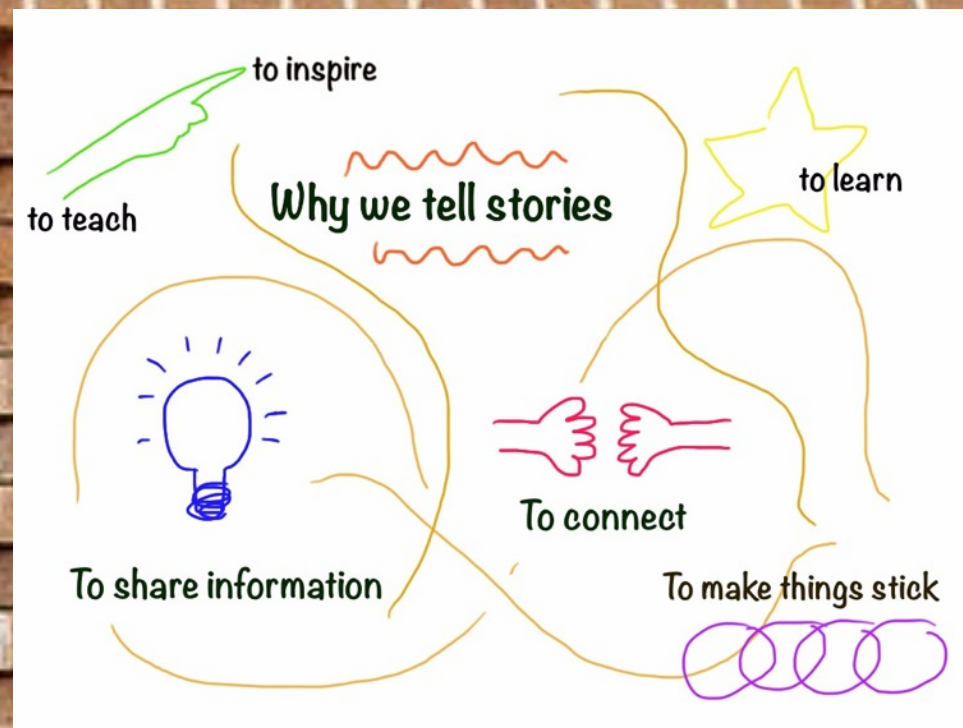 to inspire
to teach
Why we tell stories
to learn
To connect
To share information
To make things stick